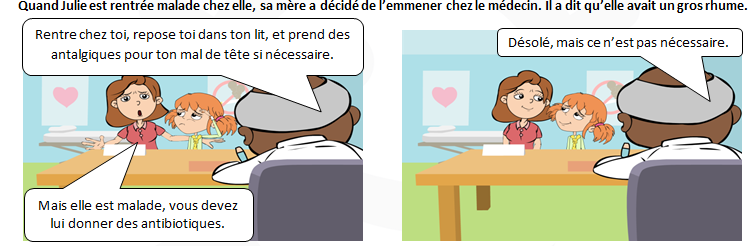 Quand Julie est rentrée malade chez elle, sa mère a décidé de l'emmener chez le médecin. Il a dit qu'elle avait un gros rhume.
Rentre chez toi, repose toi dans ton lit, et prend des
antalgiques pour ton mal de tête si nécessaire.
Mais elle est malade, vous devez
lui donner des antibiotiques.
Désolé, mais ce n'est pas nécessaire.